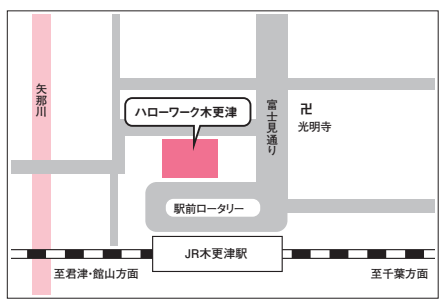 矢那川
ハローワーク木更津
富士見通り
卍
光明寺
駅前ロータリー
JR木更津駅
至君津・館山方面
至千葉方面